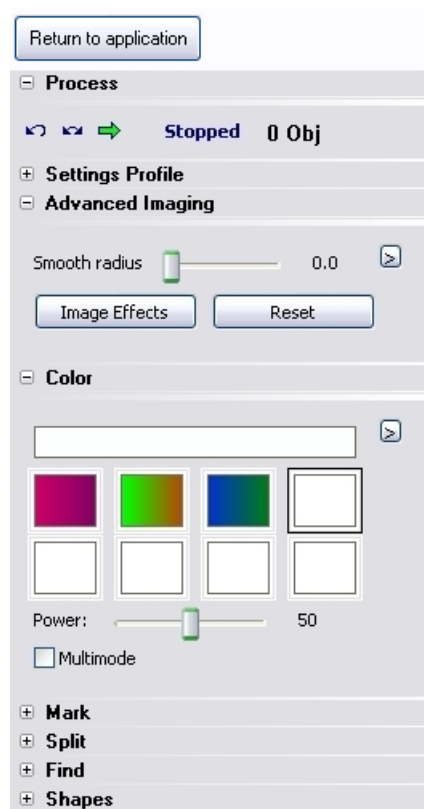 Return to application
Process
Stopped 0 Obj
Settings Profile
Advanced Imaging
Smooth radius 0.0 >
Image Effects Reset
Color
>
Power: 50
Multimode
Mark
Split
Find
Shapes